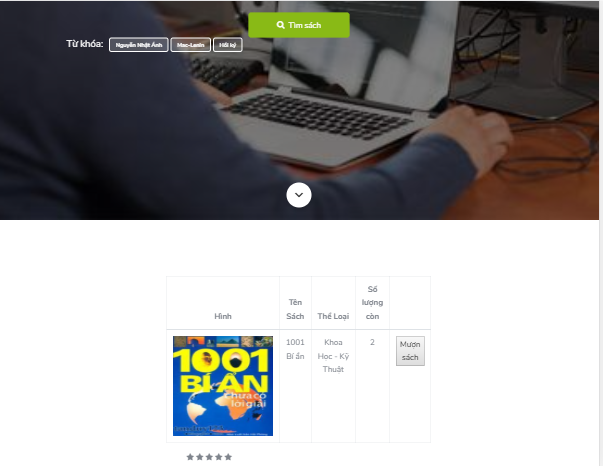 Tìm sách
Từ khóa: Nguyễn Nhật Ánh Mac-Lenin Hồi ký
Hình
Tên
Sách
Thể Loại
Số
lượng
còn
1001
BÍ ẨN
chưa có
lời giải
1001
Bí ẩn
Khoa
Học - Kỹ
Thuật
2
Mượn
sách